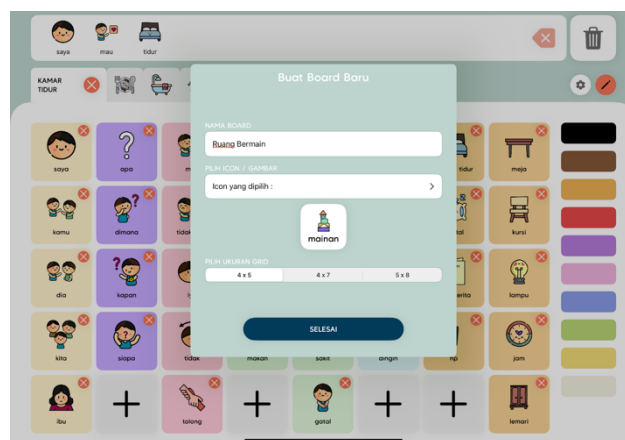 saya mau tidur
KAMAR
TIDUR
Buat Board Baru
NAMA BOARD
Ruang Bermain
PILIH ICON / GAMBAR
Icon yang dipilih :
mainan
PILIH UKURAN GRID
4 x 5 4 x 7 5 x 8
SELESAI
saya apa tidur meja
kamu dimana kursi
dia kapan lampu
kita siapa tidak makan sakit dingin jam
ibu tolong gatal lemari